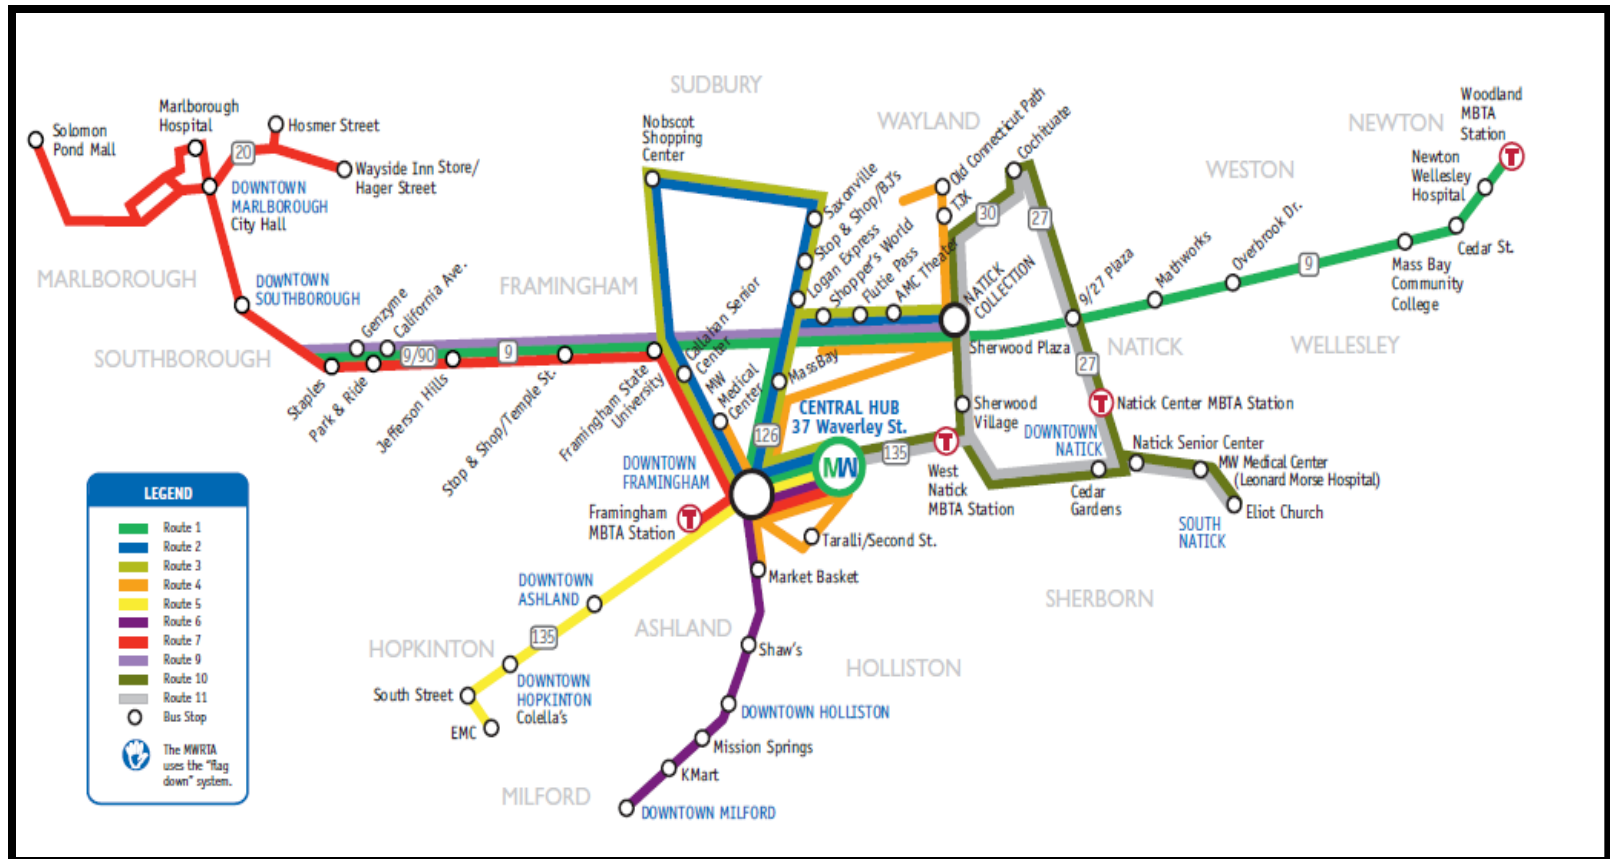 SUDBURY
WAYLAND
NEWTON
WESTON
MARLBOROUGH
FRAMINGHAM
SOUTHBOROUGH
NATICK
WELLESLEY
SHERBORN
ASHLAND
HOPKINTON
HOLLISTON
MILFORD
Solomon
Pond Mall
Marlborough
Hospital
20
Hosmer Street
Wayside Inn Store/
Hager Street
DOWNTOWN
MARLBOROUGH
City Hall
DOWNTOWN
SOUTHBOROUGH
Genzyme
California Ave.
9/90
9
Staples
Park & Ride
Jefferson Hills
Stop & Shop/Temple St.
Framingham State
University
Nobscot
Shopping
Center
Callahan Senior
Center
MW
Medical
Center
Saxonville
Stop & Shop/BJ's
Logan Express
Shopper's World
Flutie Pass
AMC Theater
MassBay
126
Old Connecticut Path
TJX
Cochituate
30
27
NATICK
COLLECTION
Sherwood Plaza
9/27 Plaza
Mathworks
Overbrook Dr.
9
Mass Bay
Community
College
Cedar St.
Newton
Wellesley
Hospital
Woodland
MBTA
Station
T
27
T
Natick Center MBTA Station
Sherwood
Village
DOWNTOWN
NATICK
Natick Senior Center
MW Medical Center
(Leonard Morse Hospital)
Eliot Church
SOUTH
NATICK
Cedar
Gardens
CENTRAL HUB
37 Waverley St.
MW
135
T
West
Natick
MBTA Station
DOWNTOWN
FRAMINGHAM
Framingham
MBTA Station
T
Taralli/Second St.
Market Basket
DOWNTOWN
ASHLAND
135
DOWNTOWN
HOPKINTON
Colella's
South Street
EMC
Shaw's
DOWNTOWN HOLLISTON
Mission Springs
KMart
DOWNTOWN MILFORD
LEGEND
Route 1
Route 2
Route 3
Route 4
Route 5
Route 6
Route 7
Route 9
Route 10
Route 11
Bus Stop
The MWRTA
uses the "flag
down" system.